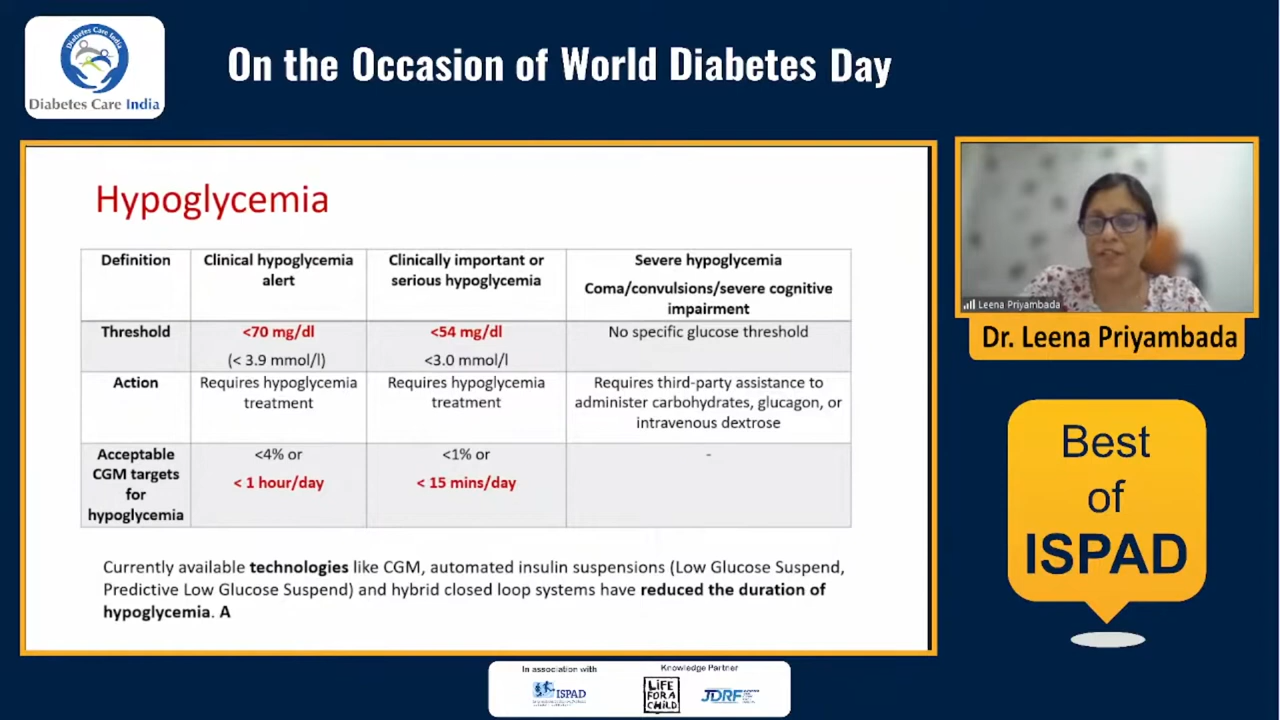 Diabetes Care India
Diabetes Care India
On the Occasion of World Diabetes Day
Hypoglycemia
Definition
Clinical hypoglycemia
alert
Clinically important or
serious hypoglycemia
Severe hypoglycemia
Coma/convulsions/severe cognitive
impairment
Threshold
<70 mg/dl
(< 3.9 mmol/l)
<54 mg/dl
<3.0 mmol/l
No specific glucose threshold
Action
Requires hypoglycemia
treatment
Requires hypoglycemia
treatment
Requires third-party assistance to
administer carbohydrates, glucagon, or
intravenous dextrose
Acceptable
CGM targets
for
hypoglycemia
<4% or
< 1 hour/day
<1% or
< 15 mins/day
-
Currently available technologies like CGM, automated insulin suspensions (Low Glucose Suspend,
Predictive Low Glucose Suspend) and hybrid closed loop systems have reduced the duration of
hypoglycemia. A
Leena Priyambada
Dr. Leena Priyambada
Best
of
ISPAD
In association with
ISPAD
Knowledge Partner
LiFE
FOR A
CHiLD
JDRF